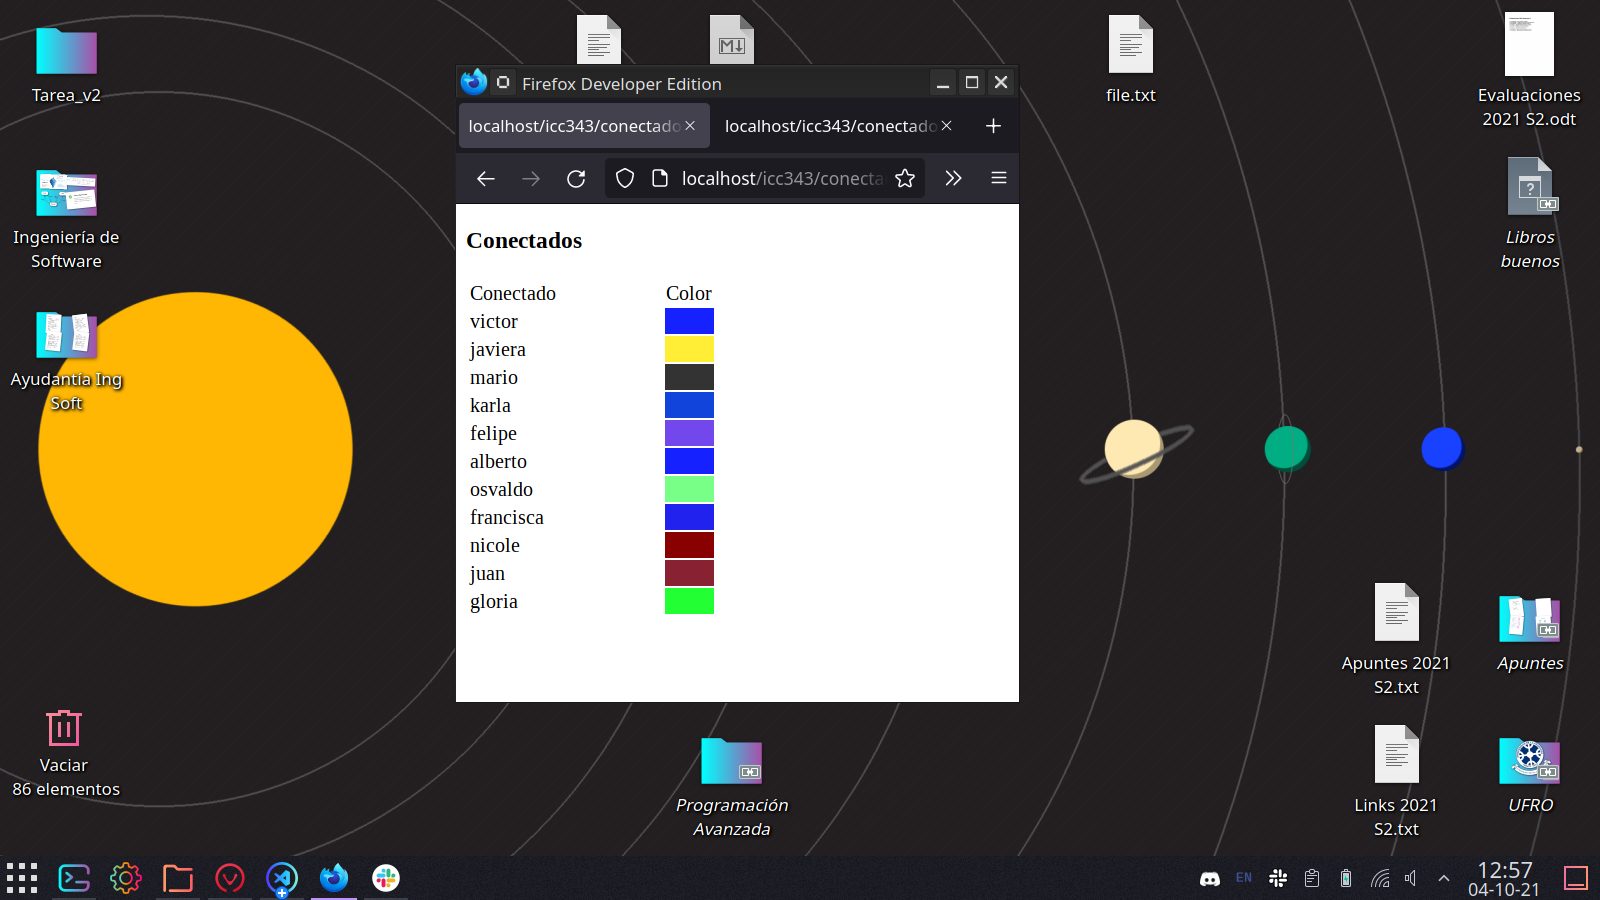 Tarea_v2
Ingeniería de
Software
Ayudantía Ing
Soft
Vaciar
86 elementos
M
Firefox Developer Edition
localhost/icc343/conectado
localhost/icc343/conectado
localhost/icc343/conecta
Conectados
Conectado Color
victor
javiera
mario
karla
felipe
alberto
osvaldo
francisca
nicole
juan
gloria
Programación
Avanzada
file.txt
Evaluaciones
2021 S2.odt
?
Libros
buenos
Apuntes 2021
S2.txt
Apuntes
Links 2021
S2.txt
UFRO
EN
12:57
04-10-21